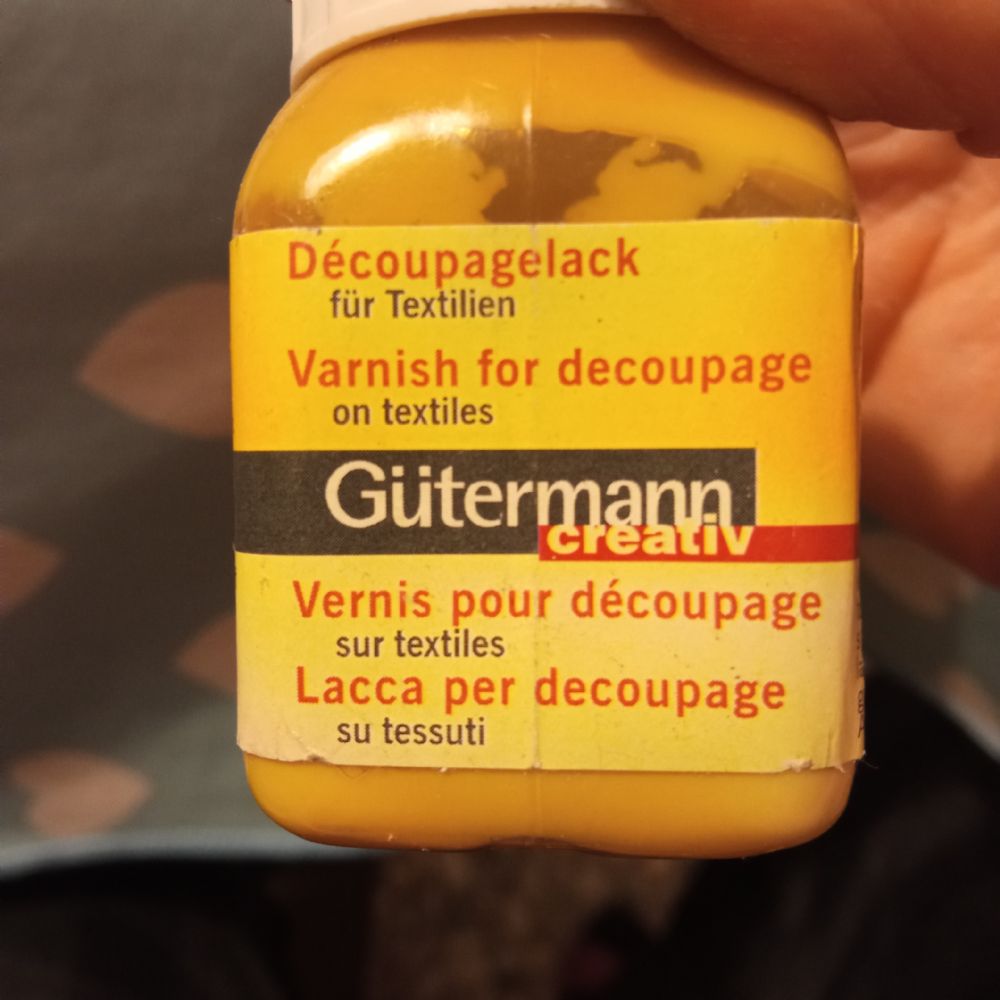 Découpagelack
für Textilien
Varnish for decoupage
on textiles
Gütermann
creativ
Vernis pour découpage
sur textiles
Lacca per decoupage
su tessuti